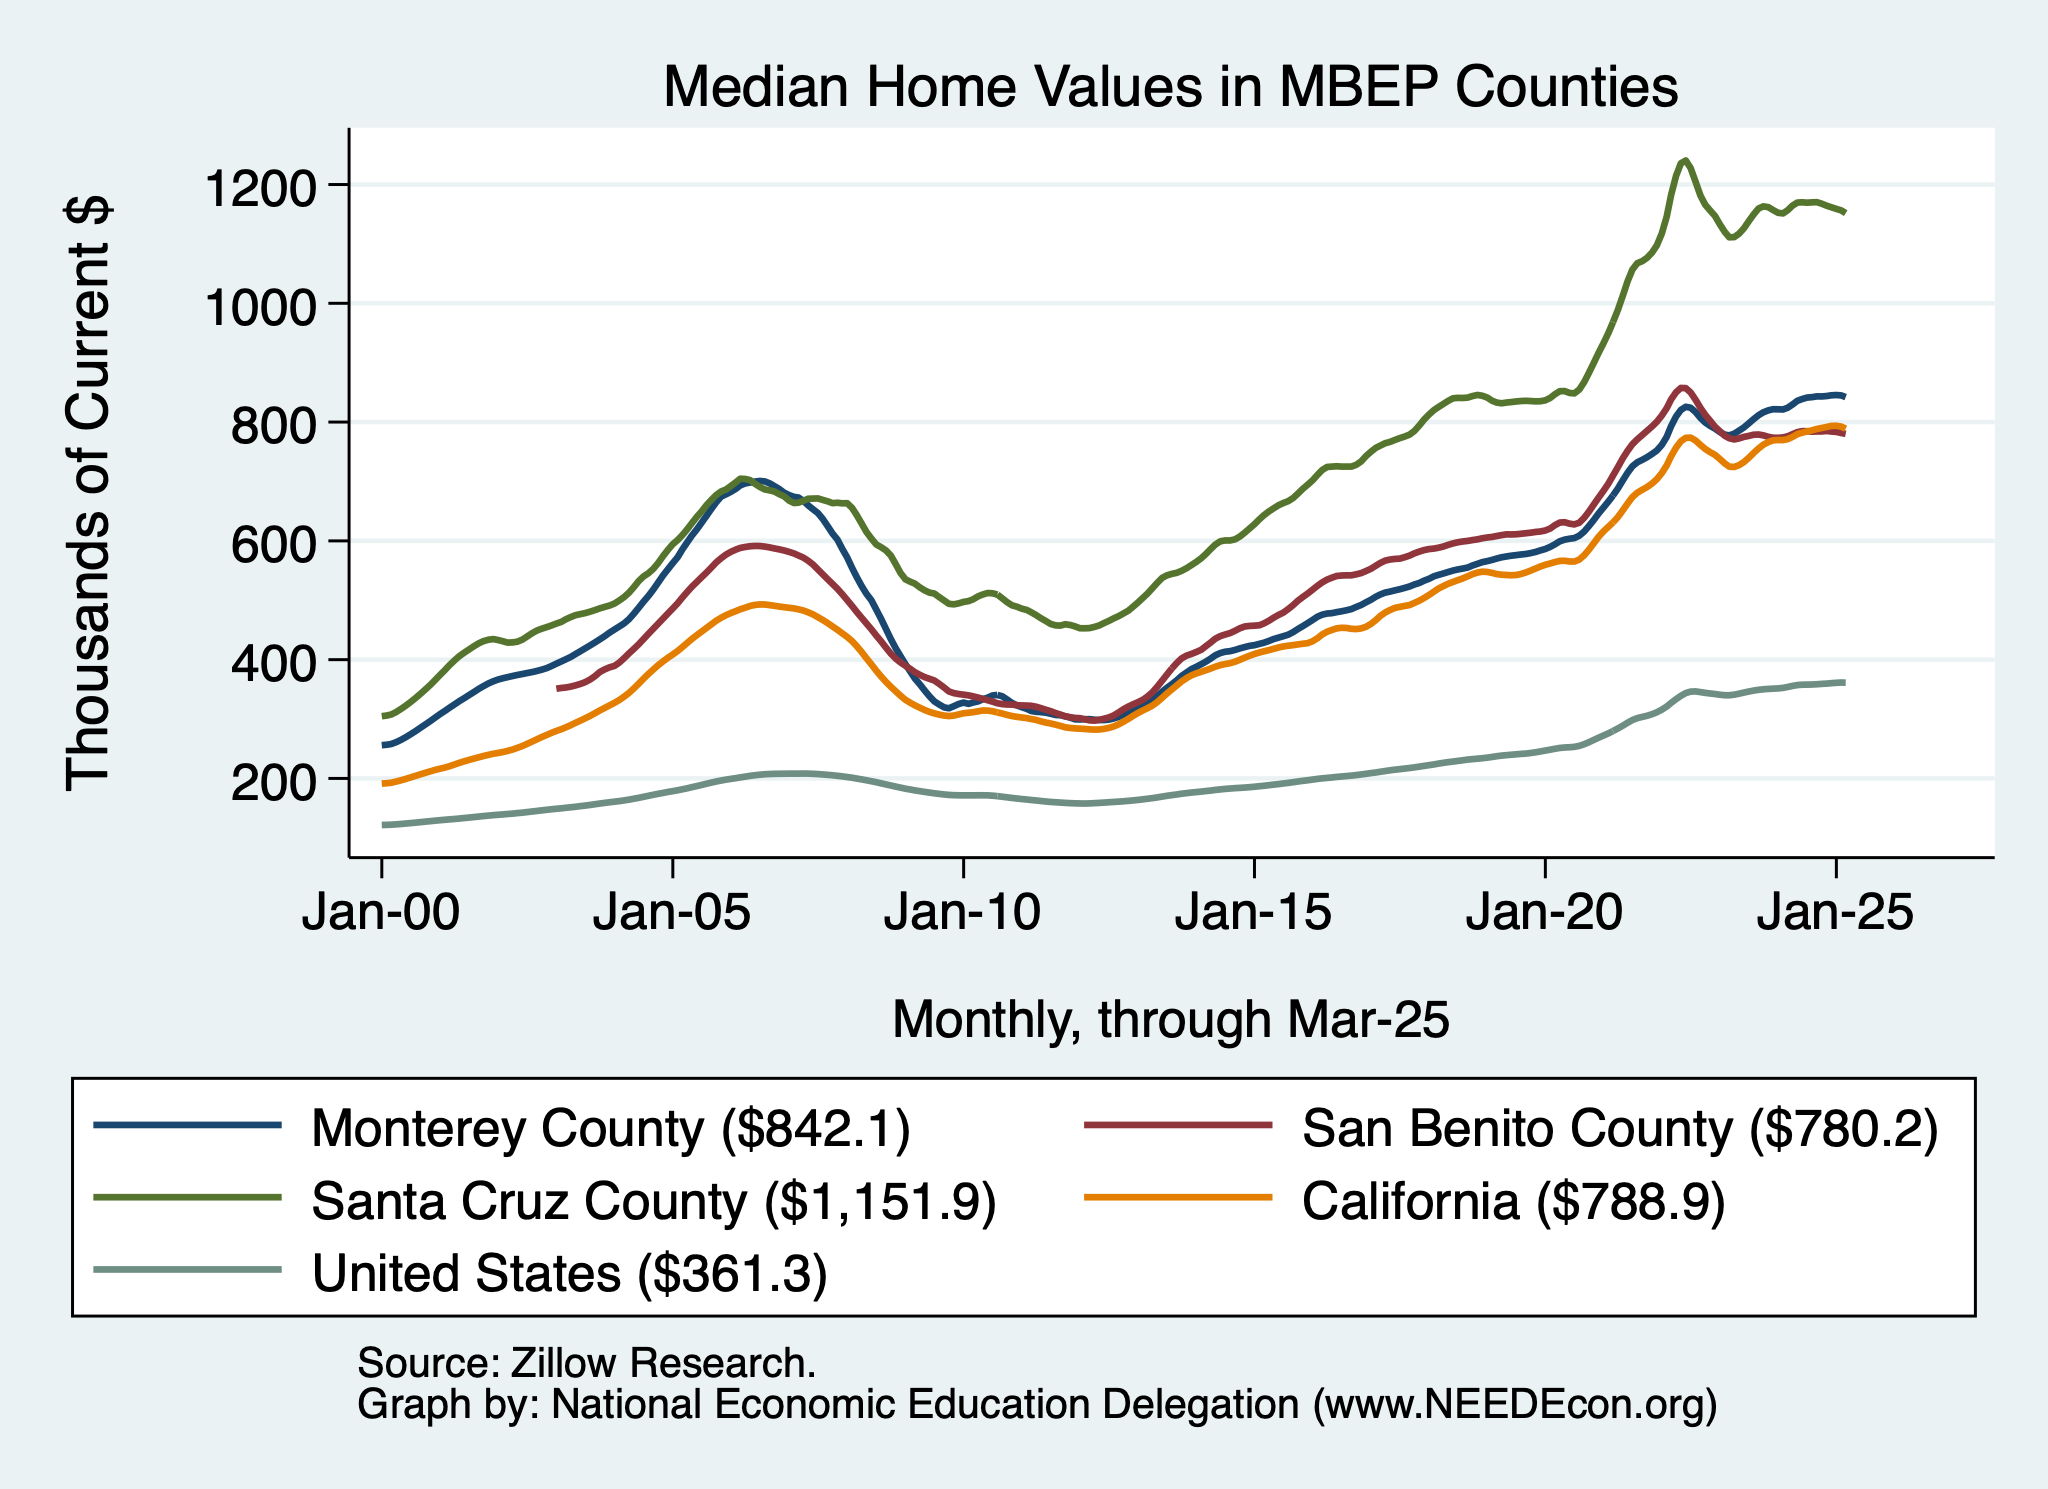 Median Home Values in MBEP Counties
Thousands of Current $
1200
1000
800
600
400
200
Jan-00 Jan-05 Jan-10 Jan-15 Jan-20 Jan-25
Monthly, through Mar-25
Monterey County ($842.1) San Benito County ($780.2)
Santa Cruz County ($1,151.9) California ($788.9)
United States ($361.3)
Source: Zillow Research.
Graph by: National Economic Education Delegation (www.NEEDEcon.org)